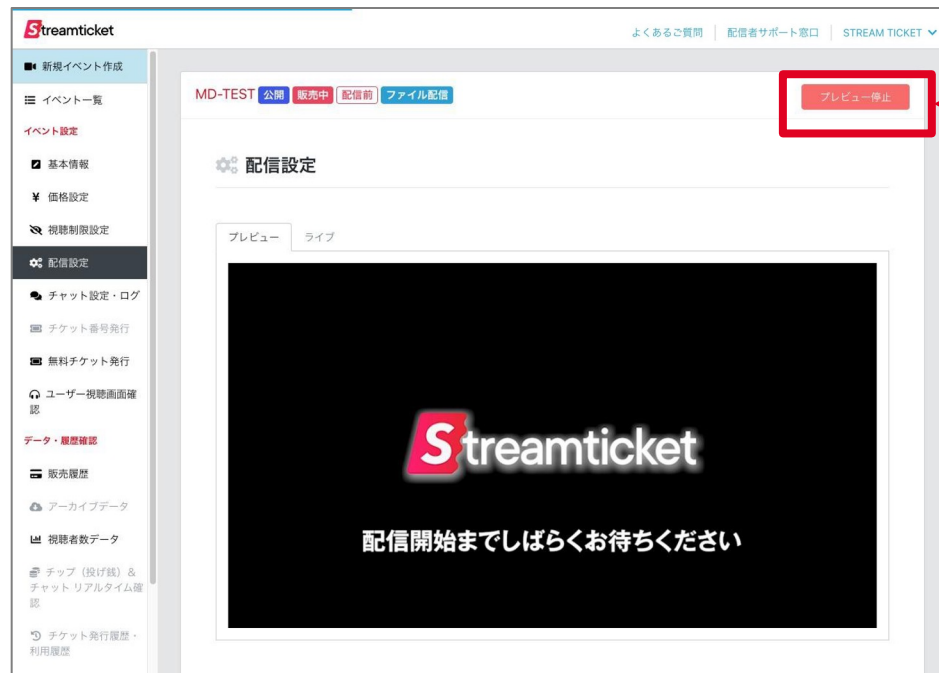 Streamticket
よくあるご質問
配信者サポート窓口
STREAM TICKET
新規イベント作成
イベント一覧
イベント設定
基本情報
¥ 価格設定
視聴制限設定
配信設定
チャット設定・ログ
チケット番号発行
無料チケット発行
ユーザー視聴画面確
認
データ・履歴確認
販売履歴
アーカイブデータ
視聴者数データ
チップ（投げ銭）&
チャット リアルタイム確
認
チケット発行履歴・
利用履歴
MD-TEST 公開 販売中 配信前 ファイル配信
プレビュー停止
配信設定
プレビュー ライブ
Streamticket
配信開始までしばらくお待ちください